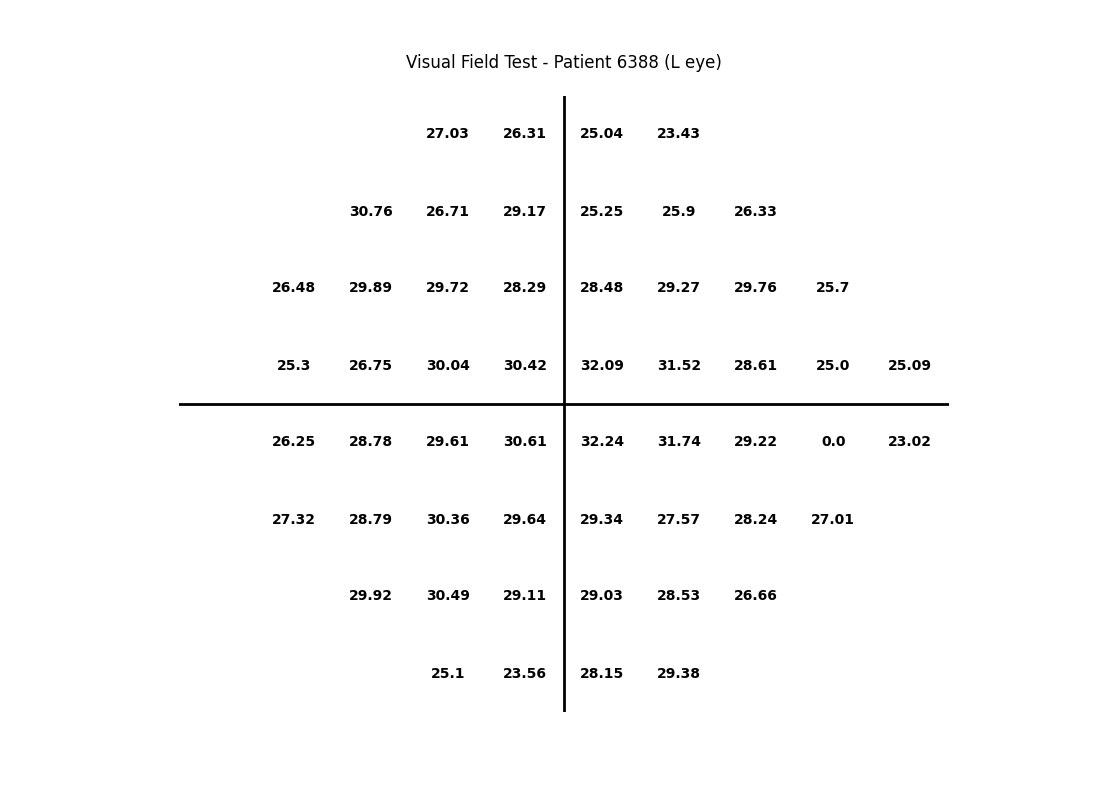 Visual Field Test - Patient 6388 (L eye)
27.03 26.31 25.04 23.43
30.76 26.71 29.17 25.25 25.9 26.33
26.48 29.89 29.72 28.29 28.48 29.27 29.76 25.7
25.3 26.75 30.04 30.42 32.09 31.52 28.61 25.0 25.09
26.25 28.78 29.61 30.61 32.24 31.74 29.22 0.0 23.02
27.32 28.79 30.36 29.64 29.34 27.57 28.24 27.01
29.92 30.49 29.11 29.03 28.53 26.66
25.1 23.56 28.15 29.38